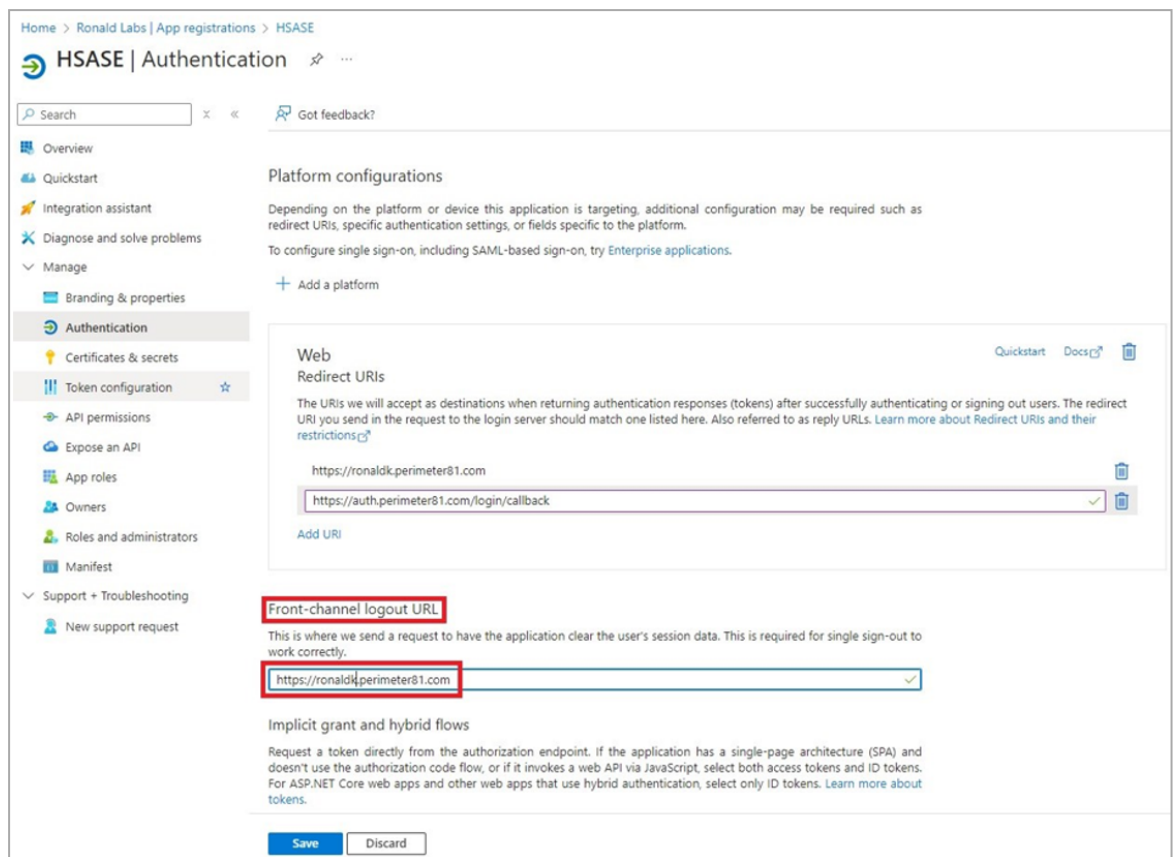 Home > Ronald Labs | App registrations > HSASE
HSASE | Authentication
Search
Got feedback?
Overview
Quickstart
Integration assistant
Diagnose and solve problems
Manage
Branding & properties
Authentication
Certificates & secrets
Token configuration
API permissions
Expose an API
App roles
Owners
Roles and administrators
Manifest
Support + Troubleshooting
New support request
Platform configurations
Depending on the platform or device this application is targeting, additional configuration may be required such as
redirect URIs, specific authentication settings, or fields specific to the platform.
To configure single sign-on, including SAML-based sign-on, try Enterprise applications.
Add a platform
Web
Quickstart Docs
Redirect URIs
The URIs we will accept as destinations when returning authentication responses (tokens) after successfully authenticating or signing out users. The redirect
URI you send in the request to the login server should match one listed here. Also referred to as reply URLs. Learn more about Redirect URIs and their
restrictions
https://ronaldk.perimeter81.com
https://auth.perimeter81.com/login/callback
Add URI
Front-channel logout URL
This is where we send a request to have the application clear the user's session data. This is required for single sign-out to
work correctly.
https://ronaldk.perimeter81.com
Implicit grant and hybrid flows
Request a token directly from the authorization endpoint. If the application has a single-page architecture (SPA) and
doesn't use the authorization code flow, or if it invokes a web API via JavaScript, select both access tokens and ID tokens.
For ASP.NET Core web apps and other web apps that use hybrid authentication, select only ID tokens. Learn more about
tokens.
Save
Discard